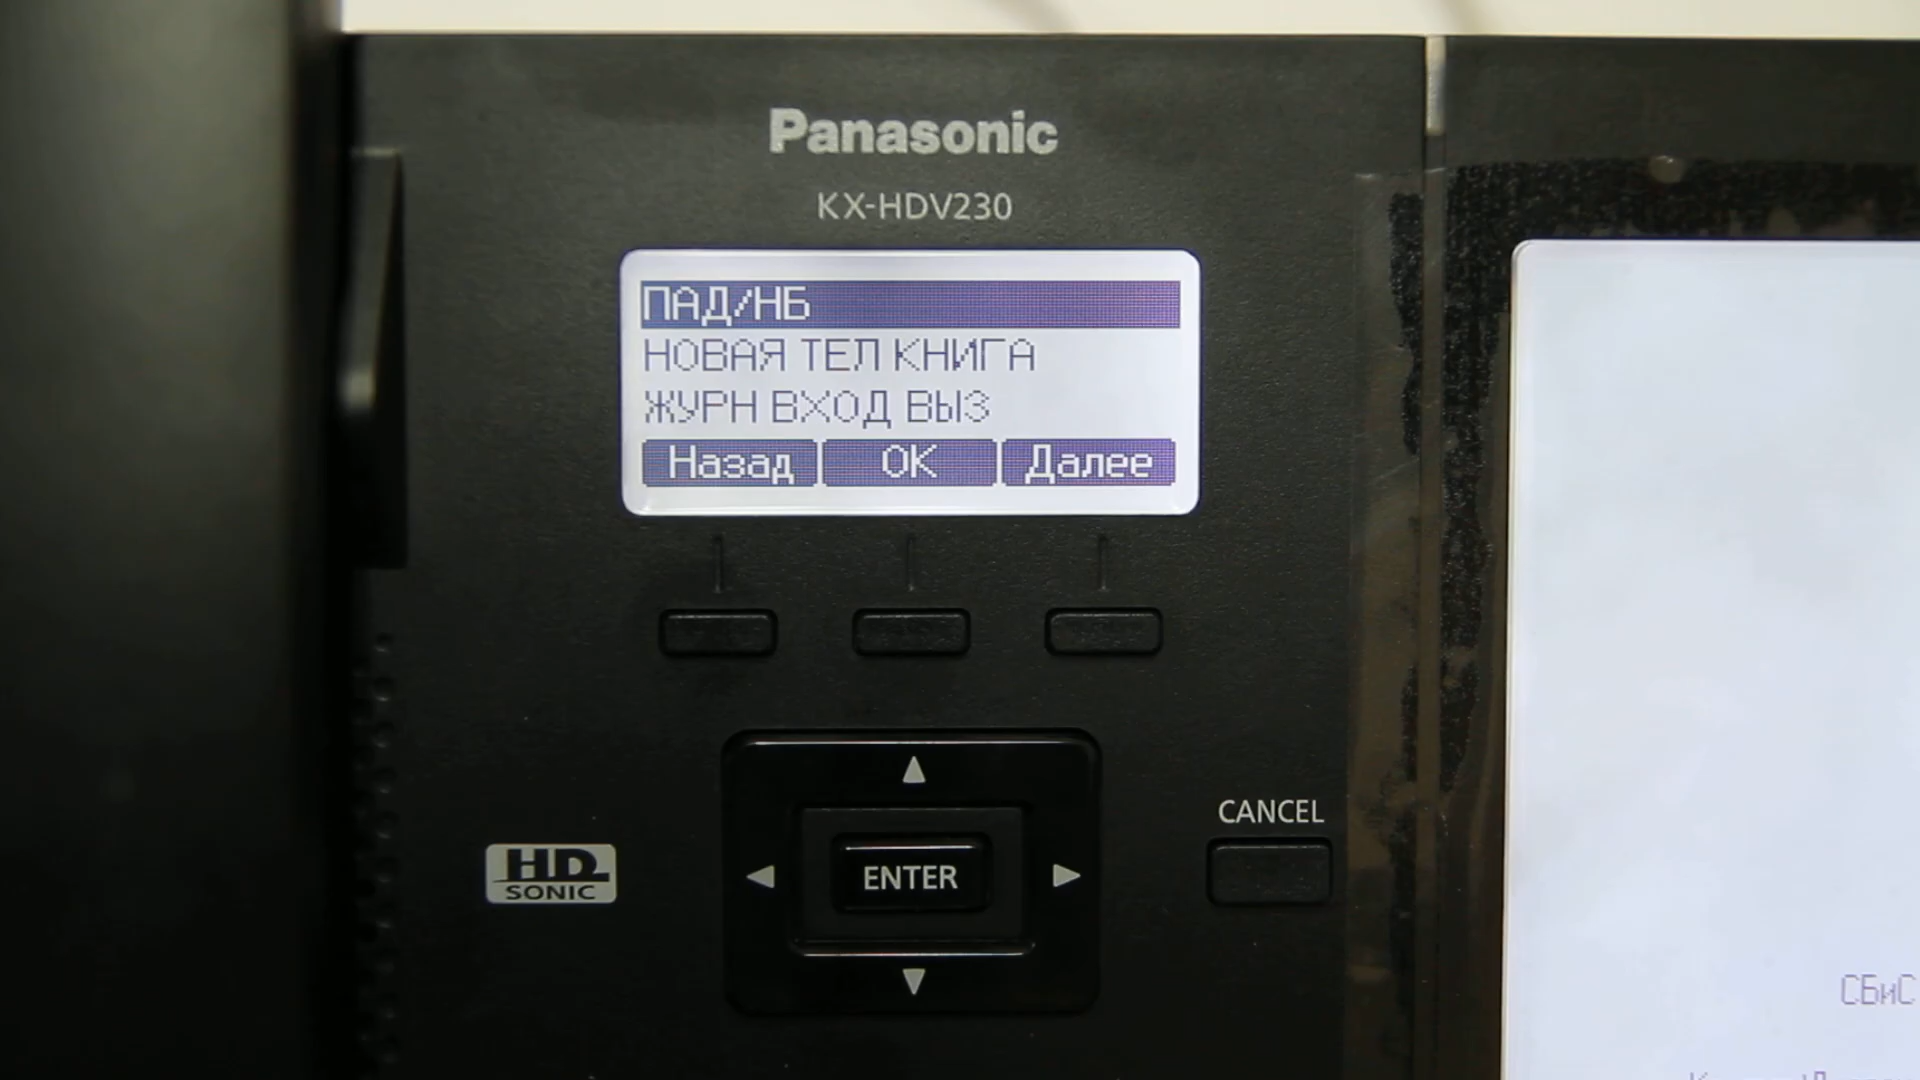 Panasonic
KX-HDV230
ПАД/НБ
НОВАЯ ТЕЛ КНИГА
ЖУРН ВХОД ВЫЗ
Назад OK Далее
CANCEL
HD SONIC
ENTER
СБиС